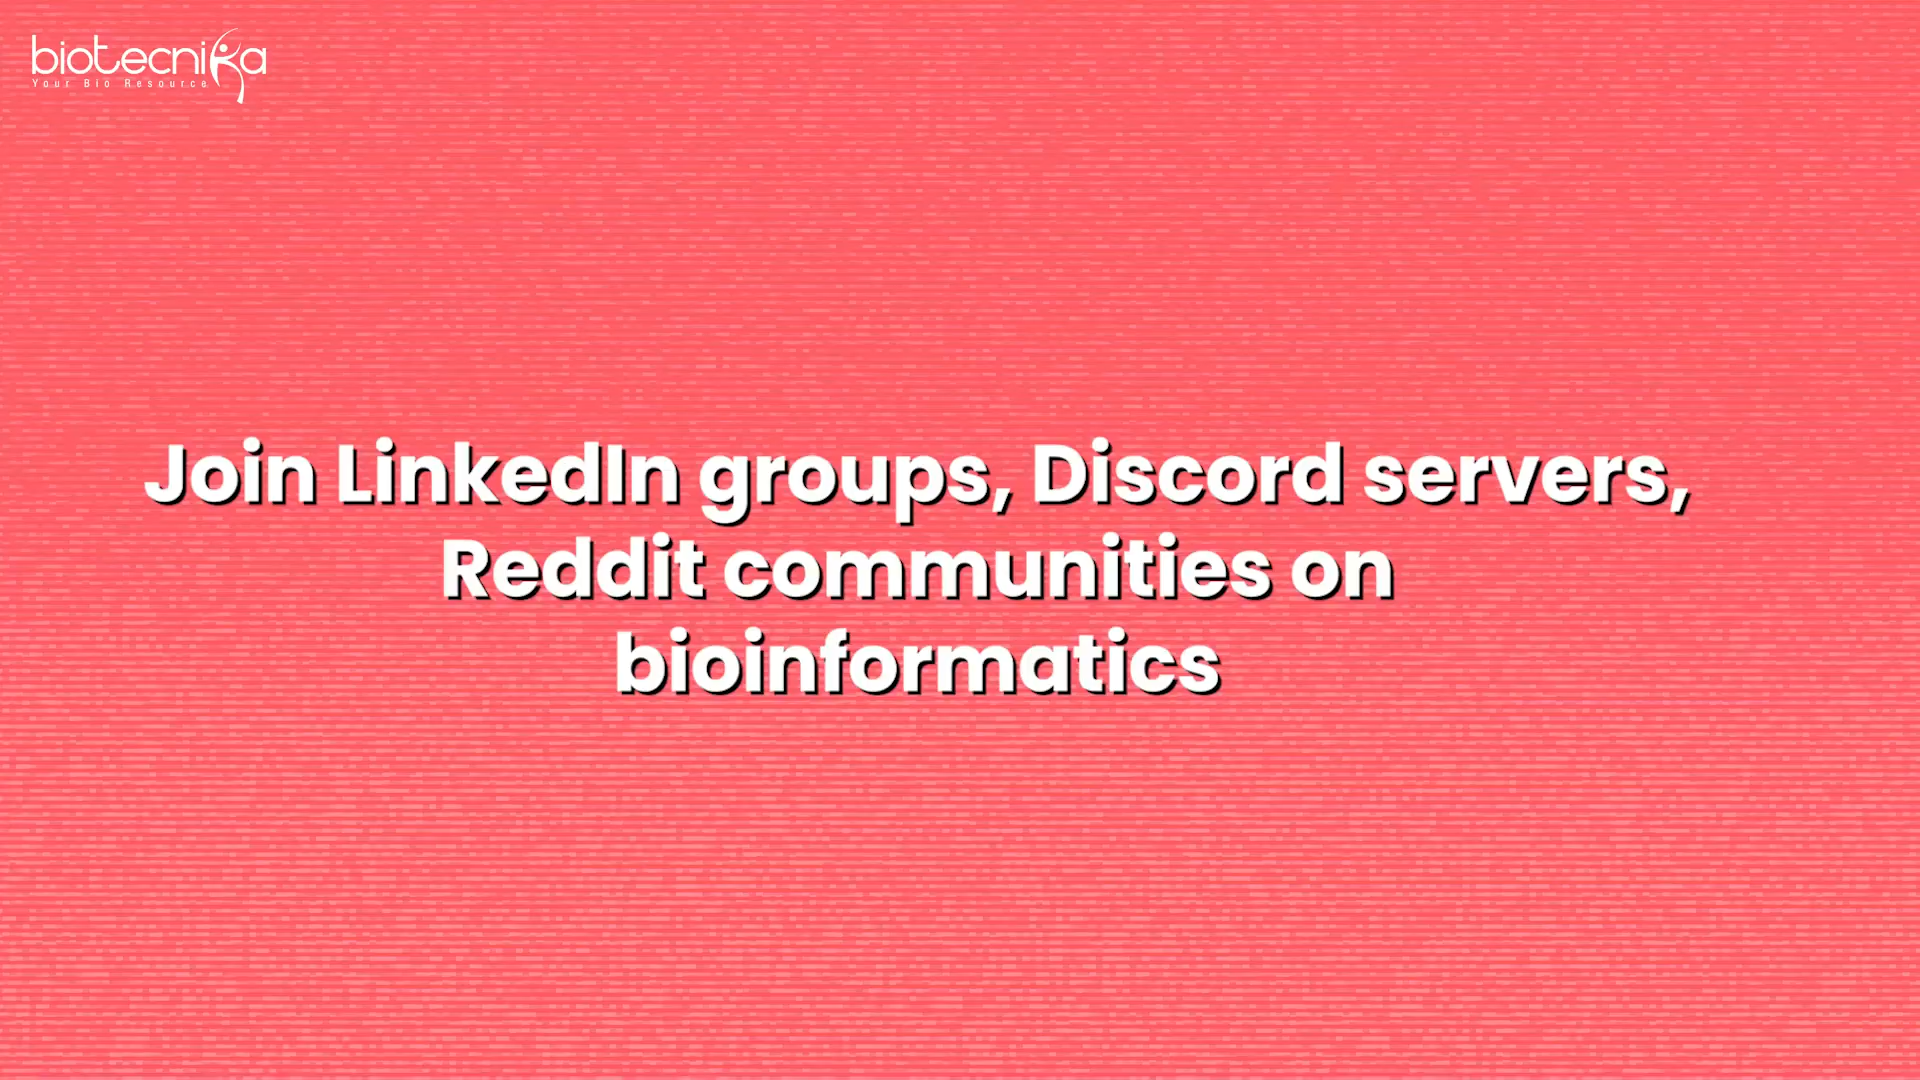 biotecnika
Your Bio Resource
Join LinkedIn groups, Discord servers,
Reddit communities on
bioinformatics